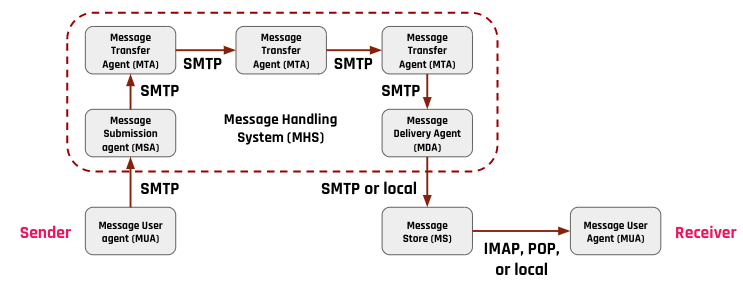 Message
Transfer
Agent (MTA)
SMTP
Message
Transfer
Agent (MTA)
SMTP
Message
Transfer
Agent (MTA)
SMTP
SMTP
Message
Submission
agent (MSA)
Message Handling
System (MHS)
Message
Delivery Agent
(MDA)
SMTP
SMTP or local
Sender
Message User
agent (MUA)
Message
Store (MS)
IMAP, POP,
or local
Message User
Agent (MUA)
Receiver